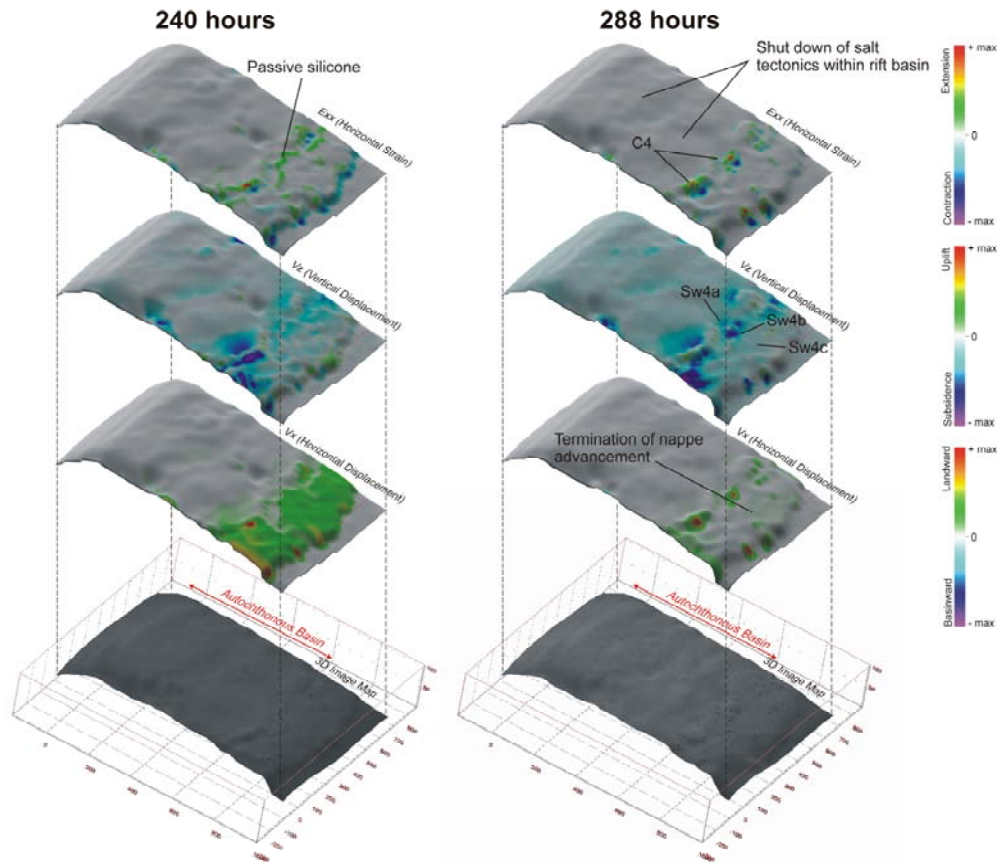 240 hours
288 hours
Passive silicone
Exx (Horizontal Strain)
Vz (Vertical Displacement)
Vx (Horizontal Displacement)
Autochthonous Basin
3D Image Map
Shut down of salt
tectonics within rift basin
C4
Exx (Horizontal Strain)
Sw4a
Sw4b
Sw4c
Vz (Vertical Displacement)
Termination of nappe
advancement
Vx (Horizontal Displacement)
Autochthonous Basin
3D Image Map
+ max
Extension
0
Contraction
- max
+ max
Uplift
0
Subsidence
- max
+ max
Landward
0
Basinward
- max